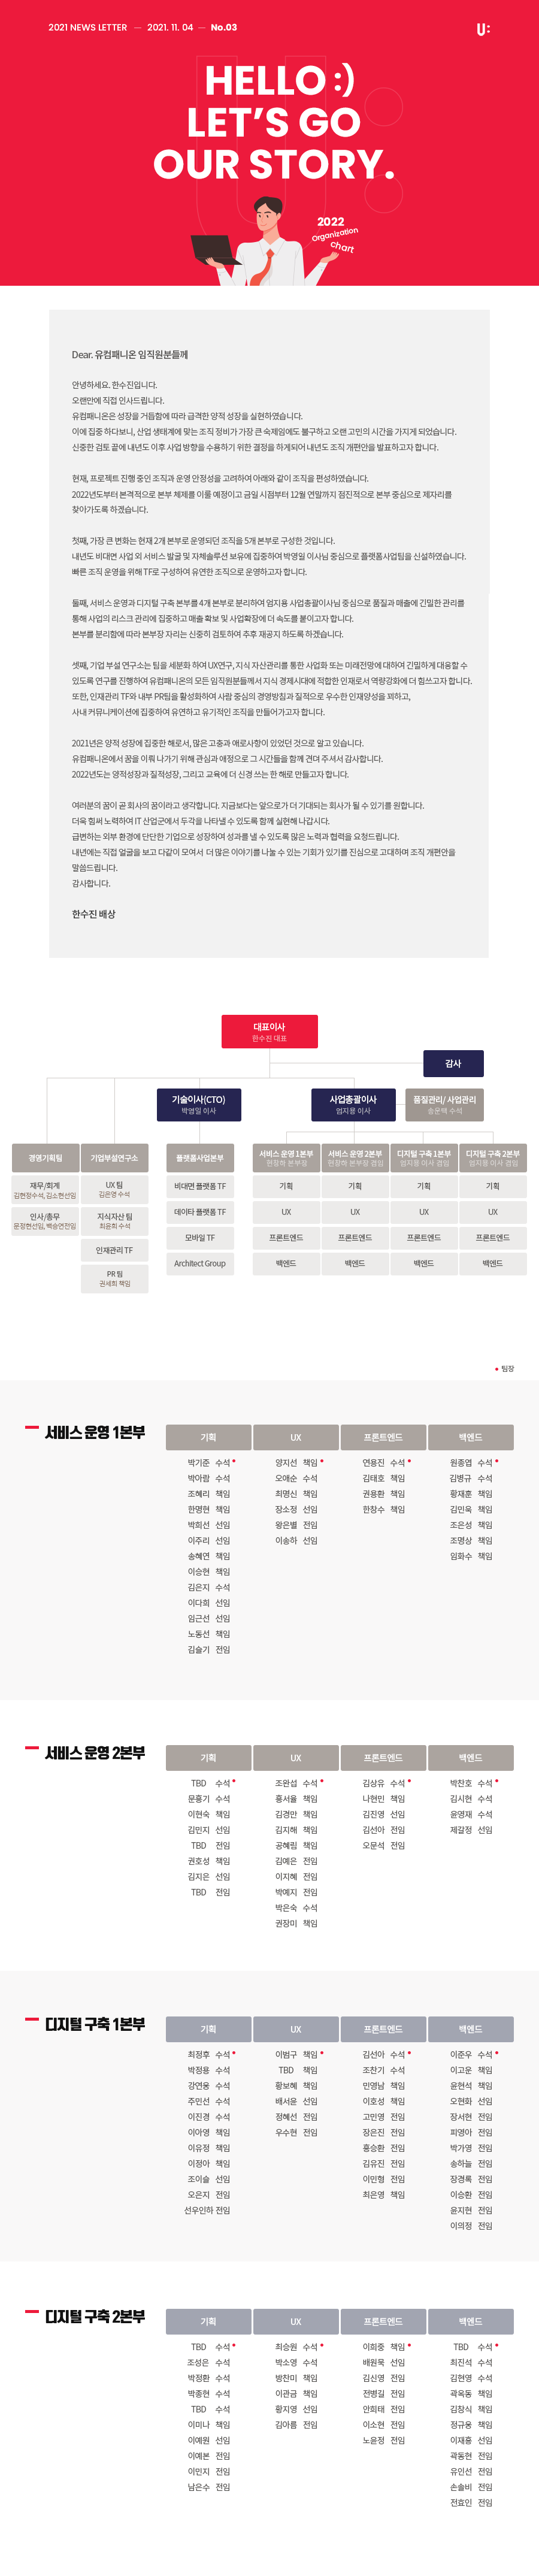 2021 NEWS LETTER — 2021. 11. 04 — No.03
U:
HELLO :)
LET'S GO
OUR STORY.
2022
Organization
chart
Dear. 유컴패니온 임직원분들께
안녕하세요. 한수진입니다.
오랜만에 직접 인사드립니다.
유컴패니온은 성장을 거듭함에 따라 급격한 양적 성장을 실현하였습니다.
이에 집중 하다보니, 산업 생태계에 맞는 조직 정비가 가장 큰 숙제임에도 불구하고 오랜 고민의 시간을 가지게 되었습니다.
신중한 검토 끝에 내년도 이후 사업 방향을 수용하기 위한 결정을 하게되어 내년도 조직 개편안을 발표하고자 합니다.
현재, 프로젝트 진행 중인 조직과 운영 안정성을 고려하여 아래와 같이 조직을 편성하였습니다.
2022년도부터 본격적으로 본부 체제를 이룰 예정이고 금일 시점부터 12월 연말까지 점진적으로 본부 중심으로 제자리를
찾아가도록 하겠습니다.
첫째, 가장 큰 변화는 현재 2개 본부로 운영되던 조직을 5개 본부로 구성한 것입니다.
내년도 비대면 사업 외 서비스 발굴 및 자체솔루션 보유에 집중하여 박영일 이사님 중심으로 플랫폼사업팀을 신설하였습니다.
빠른 조직 운영을 위해 TF로 구성하여 유연한 조직으로 운영하고자 합니다.
둘째, 서비스 운영과 디지털 구축 본부를 4개 본부로 분리하여 엄지용 사업총괄이사님 중심으로 품질과 매출에 긴밀한 관리를
통해 사업의 리스크 관리에 집중하고 매출 확보 및 사업확장에 더 속도를 붙이고자 합니다.
본부를 분리함에 따라 본부장 자리는 신중히 검토하여 추후 재공지 하도록 하겠습니다.
셋째, 기업 부설 연구소는 팀을 세분화 하여 UX연구, 지식 자산관리를 통한 사업화 또는 미래전망에 대하여 긴밀하게 대응할 수
있도록 연구를 진행하여 유컴패니온의 모든 임직원분들께서 지식 경제시대에 적합한 인재로서 역량강화에 더 힘쓰고자 합니다.
또한, 인재관리 TF와 내부 PR팀을 활성화하여 사람 중심의 경영방침과 질적으로 우수한 인재양성을 꾀하고,
사내 커뮤니케이션에 집중하여 유연하고 유기적인 조직을 만들어가고자 합니다.
2021년은 양적 성장에 집중한 해로서, 많은 고충과 애로사항이 있었던 것으로 알고 있습니다.
유컴패니온에서 꿈을 이뤄 나가기 위해 관심과 애정으로 그 시간들을 함께 견뎌 주셔서 감사합니다.
2022년도는 양적성장과 질적성장, 그리고 교육에 더 신경 쓰는 한 해로 만들고자 합니다.
여러분의 꿈이 곧 회사의 꿈이라고 생각합니다. 지금보다는 앞으로가 더 기대되는 회사가 될 수 있기를 원합니다.
더욱 힘써 노력하여 IT 산업군에서 두각을 나타낼 수 있도록 함께 실현해 나갑시다.
급변하는 외부 환경에 단단한 기업으로 성장하여 성과를 낼 수 있도록 많은 노력과 협력을 요청드립니다.
내년에는 직접 얼굴을 보고 다같이 모여서 더 많은 이야기를 나눌 수 있는 기회가 있기를 진심으로 고대하며 조직 개편안을
말씀드립니다.
감사합니다.
한수진 배상
대표이사
한수진 대표
감사
기술이사(CTO)
박영일 이사
사업총괄이사
엄지용 이사
품질관리/ 사업관리
송윤택 수석
경영기획팀
기업부설연구소
플랫폼사업본부
서비스 운영 1본부
현창하 본부장
서비스 운영 2본부
현창하 본부장 겸임
디지털 구축 1본부
엄지용 이사 겸임
디지털 구축 2본부
엄지용 이사 겸임
재무/회계
김현정수석, 김소현선임
UX 팀
김은영 수석
비대면 플랫폼 TF
기획 기획 기획 기획
인사/총무
문정현선임, 백승연전임
지식자산 팀
최윤희 수석
데이타 플랫폼 TF
UX UX UX UX
인재관리 TF
모바일 TF
프론트엔드 프론트엔드 프론트엔드 프론트엔드
PR 팀
권세희 책임
Architect Group
백엔드 백엔드 백엔드 백엔드
• 팀장
서비스 운영 1본부
기획 UX 프론트엔드 백엔드
박기준 수석 • 양지선 책임 • 연용진 수석 • 원종엽 수석 •
박아람 수석 오애순 수석 김태호 책임 김병규 수석
조혜리 책임 최명신 책임 권용환 책임 황재훈 책임
한명현 책임 장소정 선임 한창수 책임 김민욱 책임
박희선 선임 왕은별 전임 조은성 책임
이주리 선임 이송하 선임 조명상 책임
송혜연 책임 임화수 책임
이승현 책임
김은지 수석
이다희 선임
임근선 선임
노동선 책임
김슬기 전임
서비스 운영 2본부
기획 UX 프론트엔드 백엔드
TBD 수석 • 조완섭 수석 • 김상유 수석 • 박찬호 수석 •
문홍기 수석 홍서율 책임 나현민 책임 김시현 수석
이현숙 책임 김경만 책임 김진영 선임 윤영재 수석
김민지 선임 김지해 책임 김선아 전임 제갈정 선임
TBD 전임 공혜림 책임 오문석 전임
권호성 책임 김예은 전임
김지은 선임 이지혜 전임
TBD 전임 박예지 전임
박은숙 수석
권장미 책임
디지털 구축 1본부
기획 UX 프론트엔드 백엔드
최정후 수석 • 이범구 책임 • 김선아 수석 • 이준우 수석 •
박정용 수석 TBD 책임 조찬기 수석 이고운 책임
강연웅 수석 황보혜 책임 민영남 책임 윤현석 책임
주민선 수석 배서윤 선임 이호성 책임 오현화 선임
이진경 수석 정혜선 전임 고민영 전임 장서현 전임
이아영 책임 우수현 전임 장은진 전임 피영아 전임
이유정 책임 홍승환 전임 박가영 전임
이정아 책임 김유진 전임 송하늘 전임
조이슬 선임 이민형 전임 장경록 전임
오은지 전임 최은영 책임 이승환 전임
선우인하 전임 윤지현 전임
이의정 전임
디지털 구축 2본부
기획 UX 프론트엔드 백엔드
TBD 수석 • 최승원 수석 • 이희중 책임 • TBD 수석 •
조성은 수석 박소영 수석 배원묵 선임 최진석 수석
박정환 수석 방찬미 책임 김신영 전임 김현영 수석
박종현 수석 이관금 책임 전병길 전임 곽옥동 책임
TBD 수석 황지영 선임 안희태 전임 김창식 책임
이미나 책임 김아름 전임 이소현 전임 정규웅 책임
이예원 선임 노윤정 전임 이재흥 선임
이예본 전임 곽동현 전임
이민지 전임 유인선 전임
남은수 전임 손솔비 전임
전효인 전임